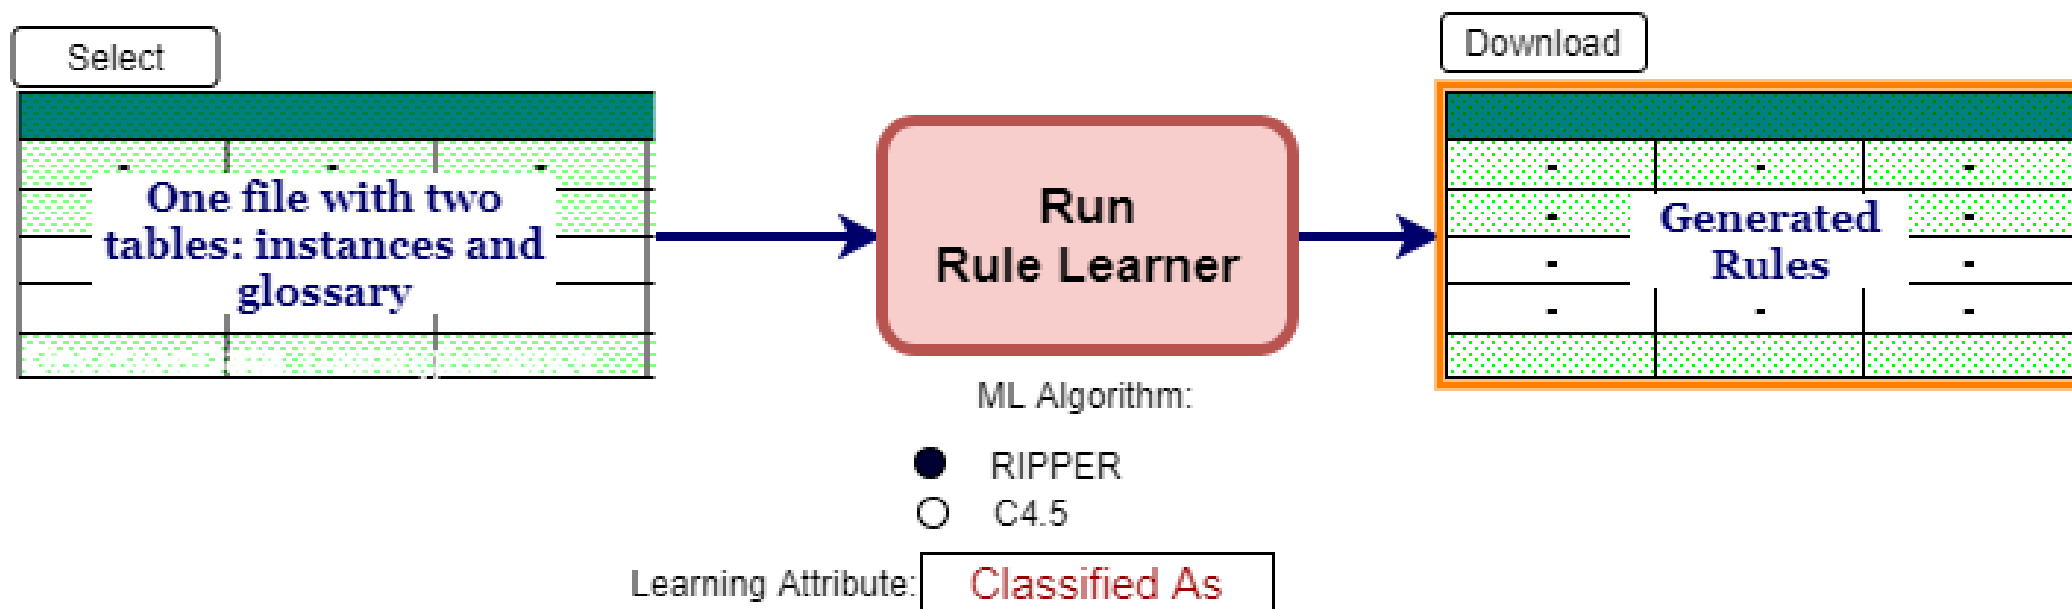 Select
One file with two
tables: instances and
glossary
Run
Rule Learner
ML Algorithm:
RIPPER
C4.5
Learning Attribute: Classified As
Download
Generated
Rules